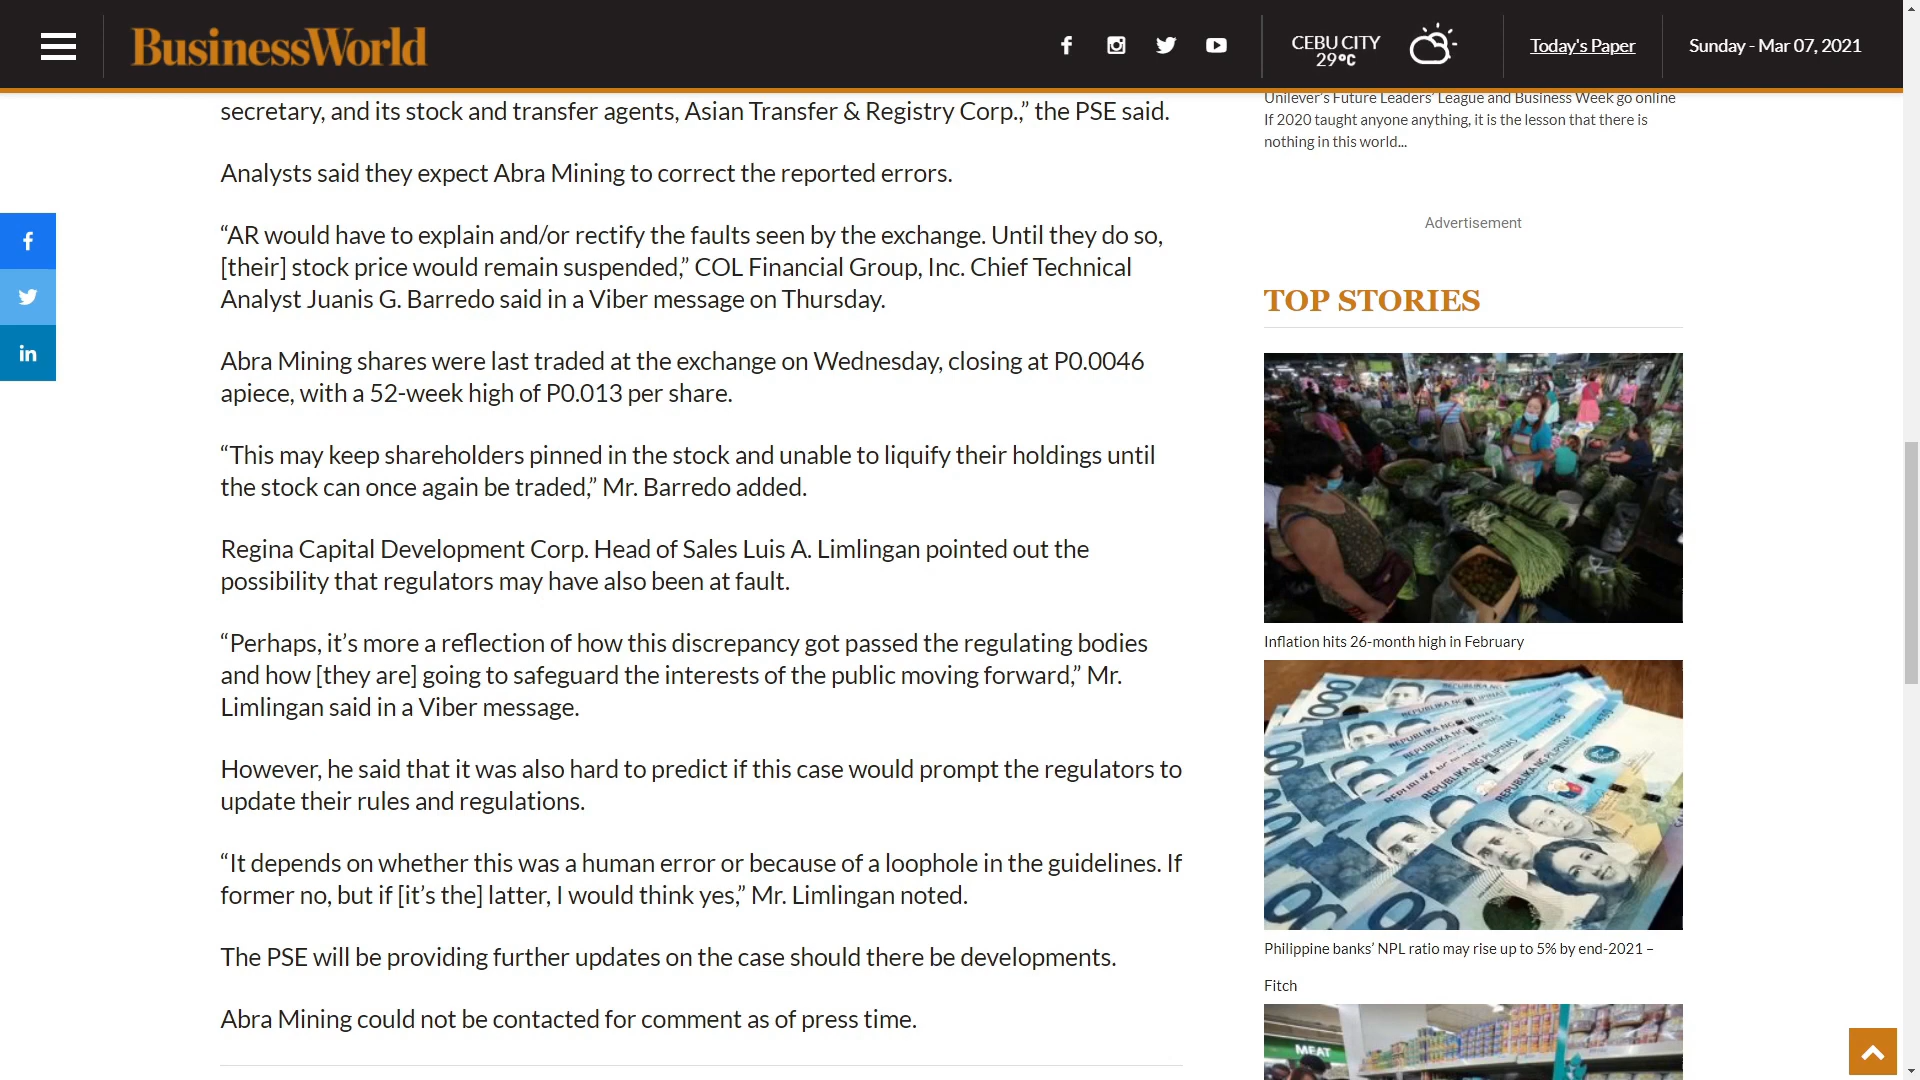 BusinessWorld
CEBU CITY
29°C
Today's Paper
Sunday - Mar 07, 2021
secretary, and its stock and transfer agents, Asian Transfer & Registry Corp.,” the PSE said.
Analysts said they expect Abra Mining to correct the reported errors.
“AR would have to explain and/or rectify the faults seen by the exchange. Until they do so,
[their] stock price would remain suspended,” COL Financial Group, Inc. Chief Technical
Analyst Juanis G. Barredo said in a Viber message on Thursday.
Abra Mining shares were last traded at the exchange on Wednesday, closing at P0.0046
apiece, with a 52-week high of P0.013 per share.
“This may keep shareholders pinned in the stock and unable to liquify their holdings until
the stock can once again be traded,” Mr. Barredo added.
Regina Capital Development Corp. Head of Sales Luis A. Limlingan pointed out the
possibility that regulators may have also been at fault.
“Perhaps, it’s more a reflection of how this discrepancy got passed the regulating bodies
and how [they are] going to safeguard the interests of the public moving forward,” Mr.
Limlingan said in a Viber message.
However, he said that it was also hard to predict if this case would prompt the regulators to
update their rules and regulations.
“It depends on whether this was a human error or because of a loophole in the guidelines. If
former no, but if [it’s the] latter, I would think yes,” Mr. Limlingan noted.
The PSE will be providing further updates on the case should there be developments.
Abra Mining could not be contacted for comment as of press time.
Unilever’s Future Leaders’ League and Business Week go online
If 2020 taught anyone anything, it is the lesson that there is
nothing in this world...
Advertisement
TOP STORIES
Inflation hits 26-month high in February
1000
REPUBLIKA NG PILIPINAS
REPUBLIKA NG PILIPINAS
REPUBLIKA NG PILIPINAS
Philippine banks’ NPL ratio may rise up to 5% by end-2021 –
Fitch
MEAT